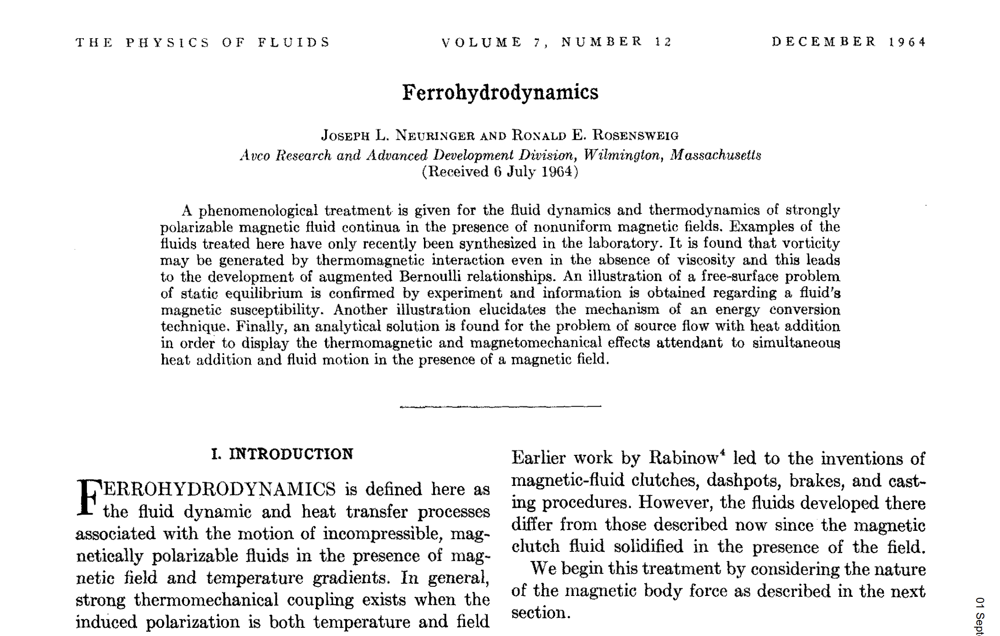 THE PHYSICS OF FLUIDS VOLUME 7, NUMBER 12 DECEMBER 1964
Ferrohydrodynamics
JOSEPH L. NEURINGER AND RONALD E. ROSENSWEIG
Avco Research and Advanced Development Division, Wilmington, Massachusetts
(Received 6 July 1964)
A phenomenological treatment is given for the fluid dynamics and thermodynamics of strongly
polarizable magnetic fluid continua in the presence of nonuniform magnetic fields. Examples of the
fluids treated here have only recently been synthesized in the laboratory. It is found that vorticity
may be generated by thermomagnetic interaction even in the absence of viscosity and this leads
to the development of augmented Bernoulli relationships. An illustration of a free-surface problem
of static equilibrium is confirmed by experiment and information is obtained regarding a fluid's
magnetic susceptibility. Another illustration elucidates the mechanism of an energy conversion
technique. Finally, an analytical solution is found for the problem of source flow with heat addition
in order to display the thermomagnetic and magnetomechanical effects attendant to simultaneous
heat addition and fluid motion in the presence of a magnetic field.
I. INTRODUCTION
FERROHYDRODYNAMICS is defined here as
the fluid dynamic and heat transfer processes
associated with the motion of incompressible, mag-
netically polarizable fluids in the presence of mag-
netic field and temperature gradients. In general,
strong thermomechanical coupling exists when the
induced polarization is both temperature and field
Earlier work by Rabinow⁴ led to the inventions of
magnetic-fluid clutches, dashpots, brakes, and cast-
ing procedures. However, the fluids developed there
differ from those described now since the magnetic
clutch fluid solidified in the presence of the field.
We begin this treatment by considering the nature
of the magnetic body force as described in the next
section.
01 Sept